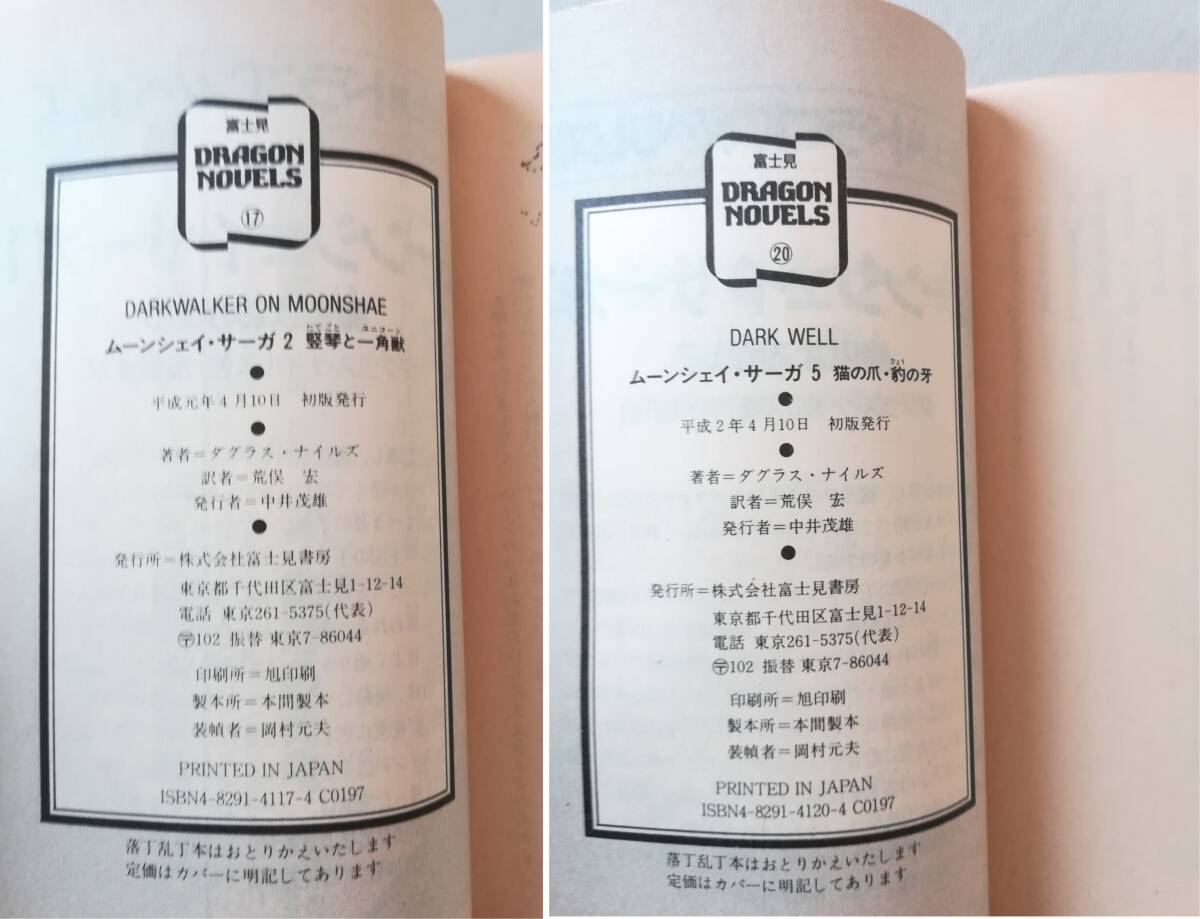 富士見
DRAGON
NOVELS
⑰
DARKWALKER ON MOONSHAE
たてごと ユニコーン
ムーンシェイ・サーガ 2 竪琴と一角獣
●
平成元年4月10日 初版発行
●
著者=ダグラス・ナイルズ
訳者=荒俣 宏
発行者=中井茂雄
●
発行所=株式会社富士見書房
東京都千代田区富士見1-12-14
電話 東京261-5375(代表)
〶102 振替 東京7-86044
印刷所=旭印刷
製本所=本間製本
装幀者=岡村元夫
PRINTED IN JAPAN
ISBN4-8291-4117-4 C0197
落丁乱丁本はおとりかえいたします
定価はカバーに明記してあります
富士見
DRAGON
NOVELS
⑳
DARK WELL
ひょう
ムーンシェイ・サーガ 5 猫の爪・豹の牙
●
平成2年4月10日 初版発行
●
著者=ダグラス・ナイルズ
訳者=荒俣 宏
発行者=中井茂雄
●
発行所=株式会社富士見書房
東京都千代田区富士見1-12-14
電話 東京261-5375(代表)
〶102 振替 東京7-86044
印刷所=旭印刷
製本所=本間製本
装幀者=岡村元夫
PRINTED IN JAPAN
ISBN4-8291-4120-4 C0197
落丁乱丁本はおとりかえいたします
定価はカバーに明記してあります